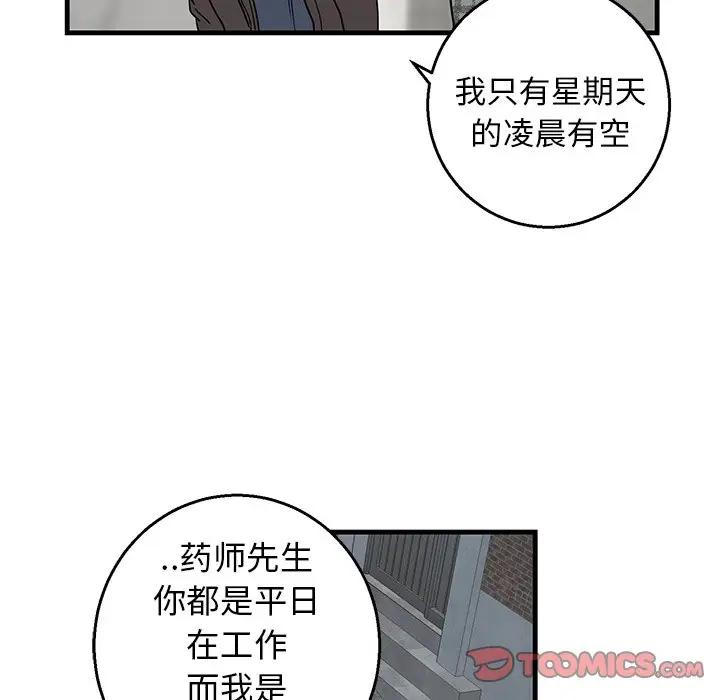 我只有星期天
的凌晨有空
..药师先生
你都是平日
在工作
而我是
TOOMICS.COM